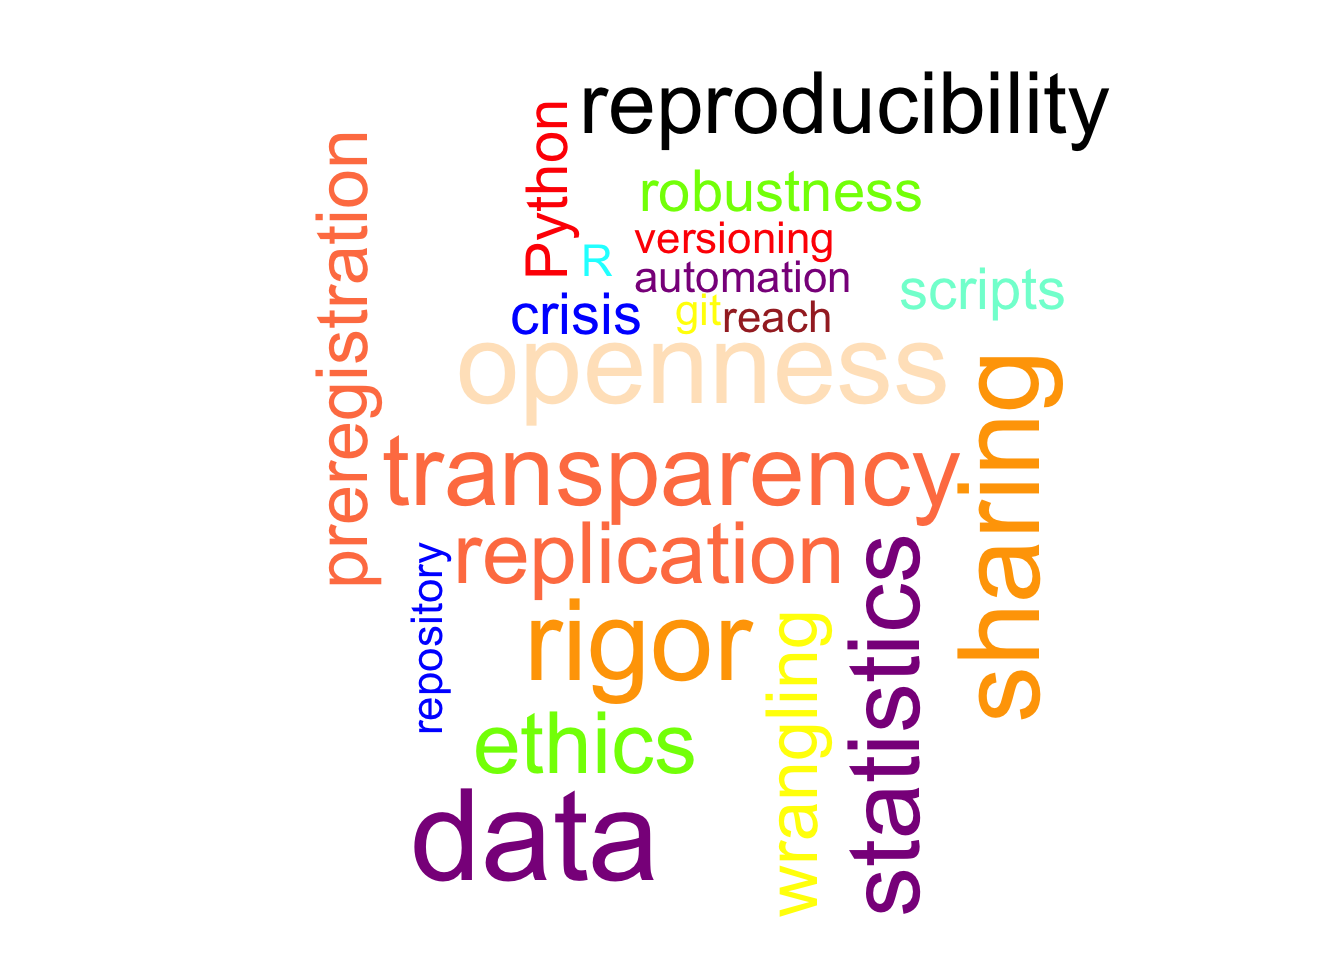 reproducibility
Python
preregistration
robustness
versioning
R
automation
scripts
crisis
git
reach
openness
sharing
transparency
replication
repository
statistics
rigor
wrangling
ethics
data